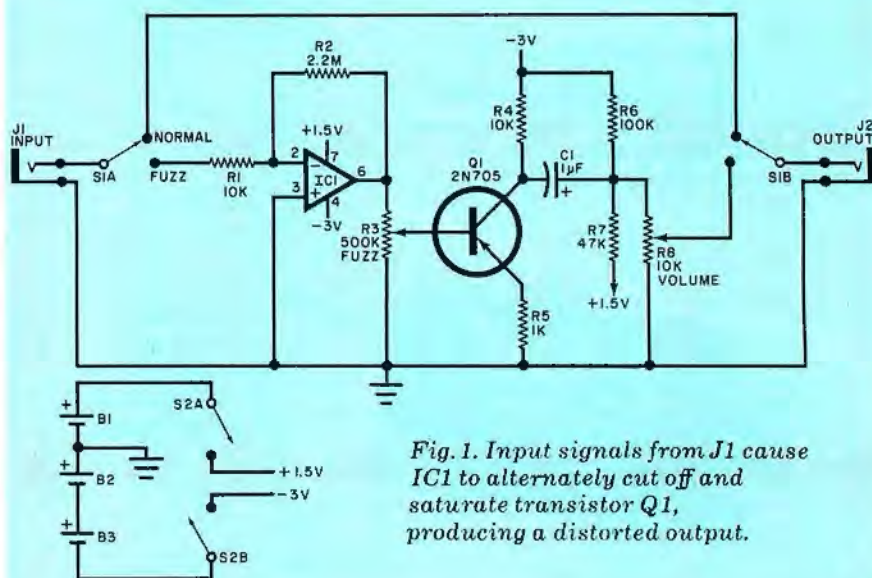 R2
2.2M
-3V
R4
10K
R6
100K
J1
INPUT
NORMAL
S1A
FUZZ
R1
10K
+1.5V
2
7
-
IC1
6
3
+
4
-3V
R3
500K
FUZZ
Q1
2N705
C1
1µF
+
R7
47K
+1.5V
R5
1K
R8
10K
VOLUME
S1B
J2
OUTPUT
+
B1
+
B2
+
B3
S2A
+1.5V
-3V
S2B
Fig. 1. Input signals from J1 cause
IC1 to alternately cut off and
saturate transistor Q1,
producing a distorted output.